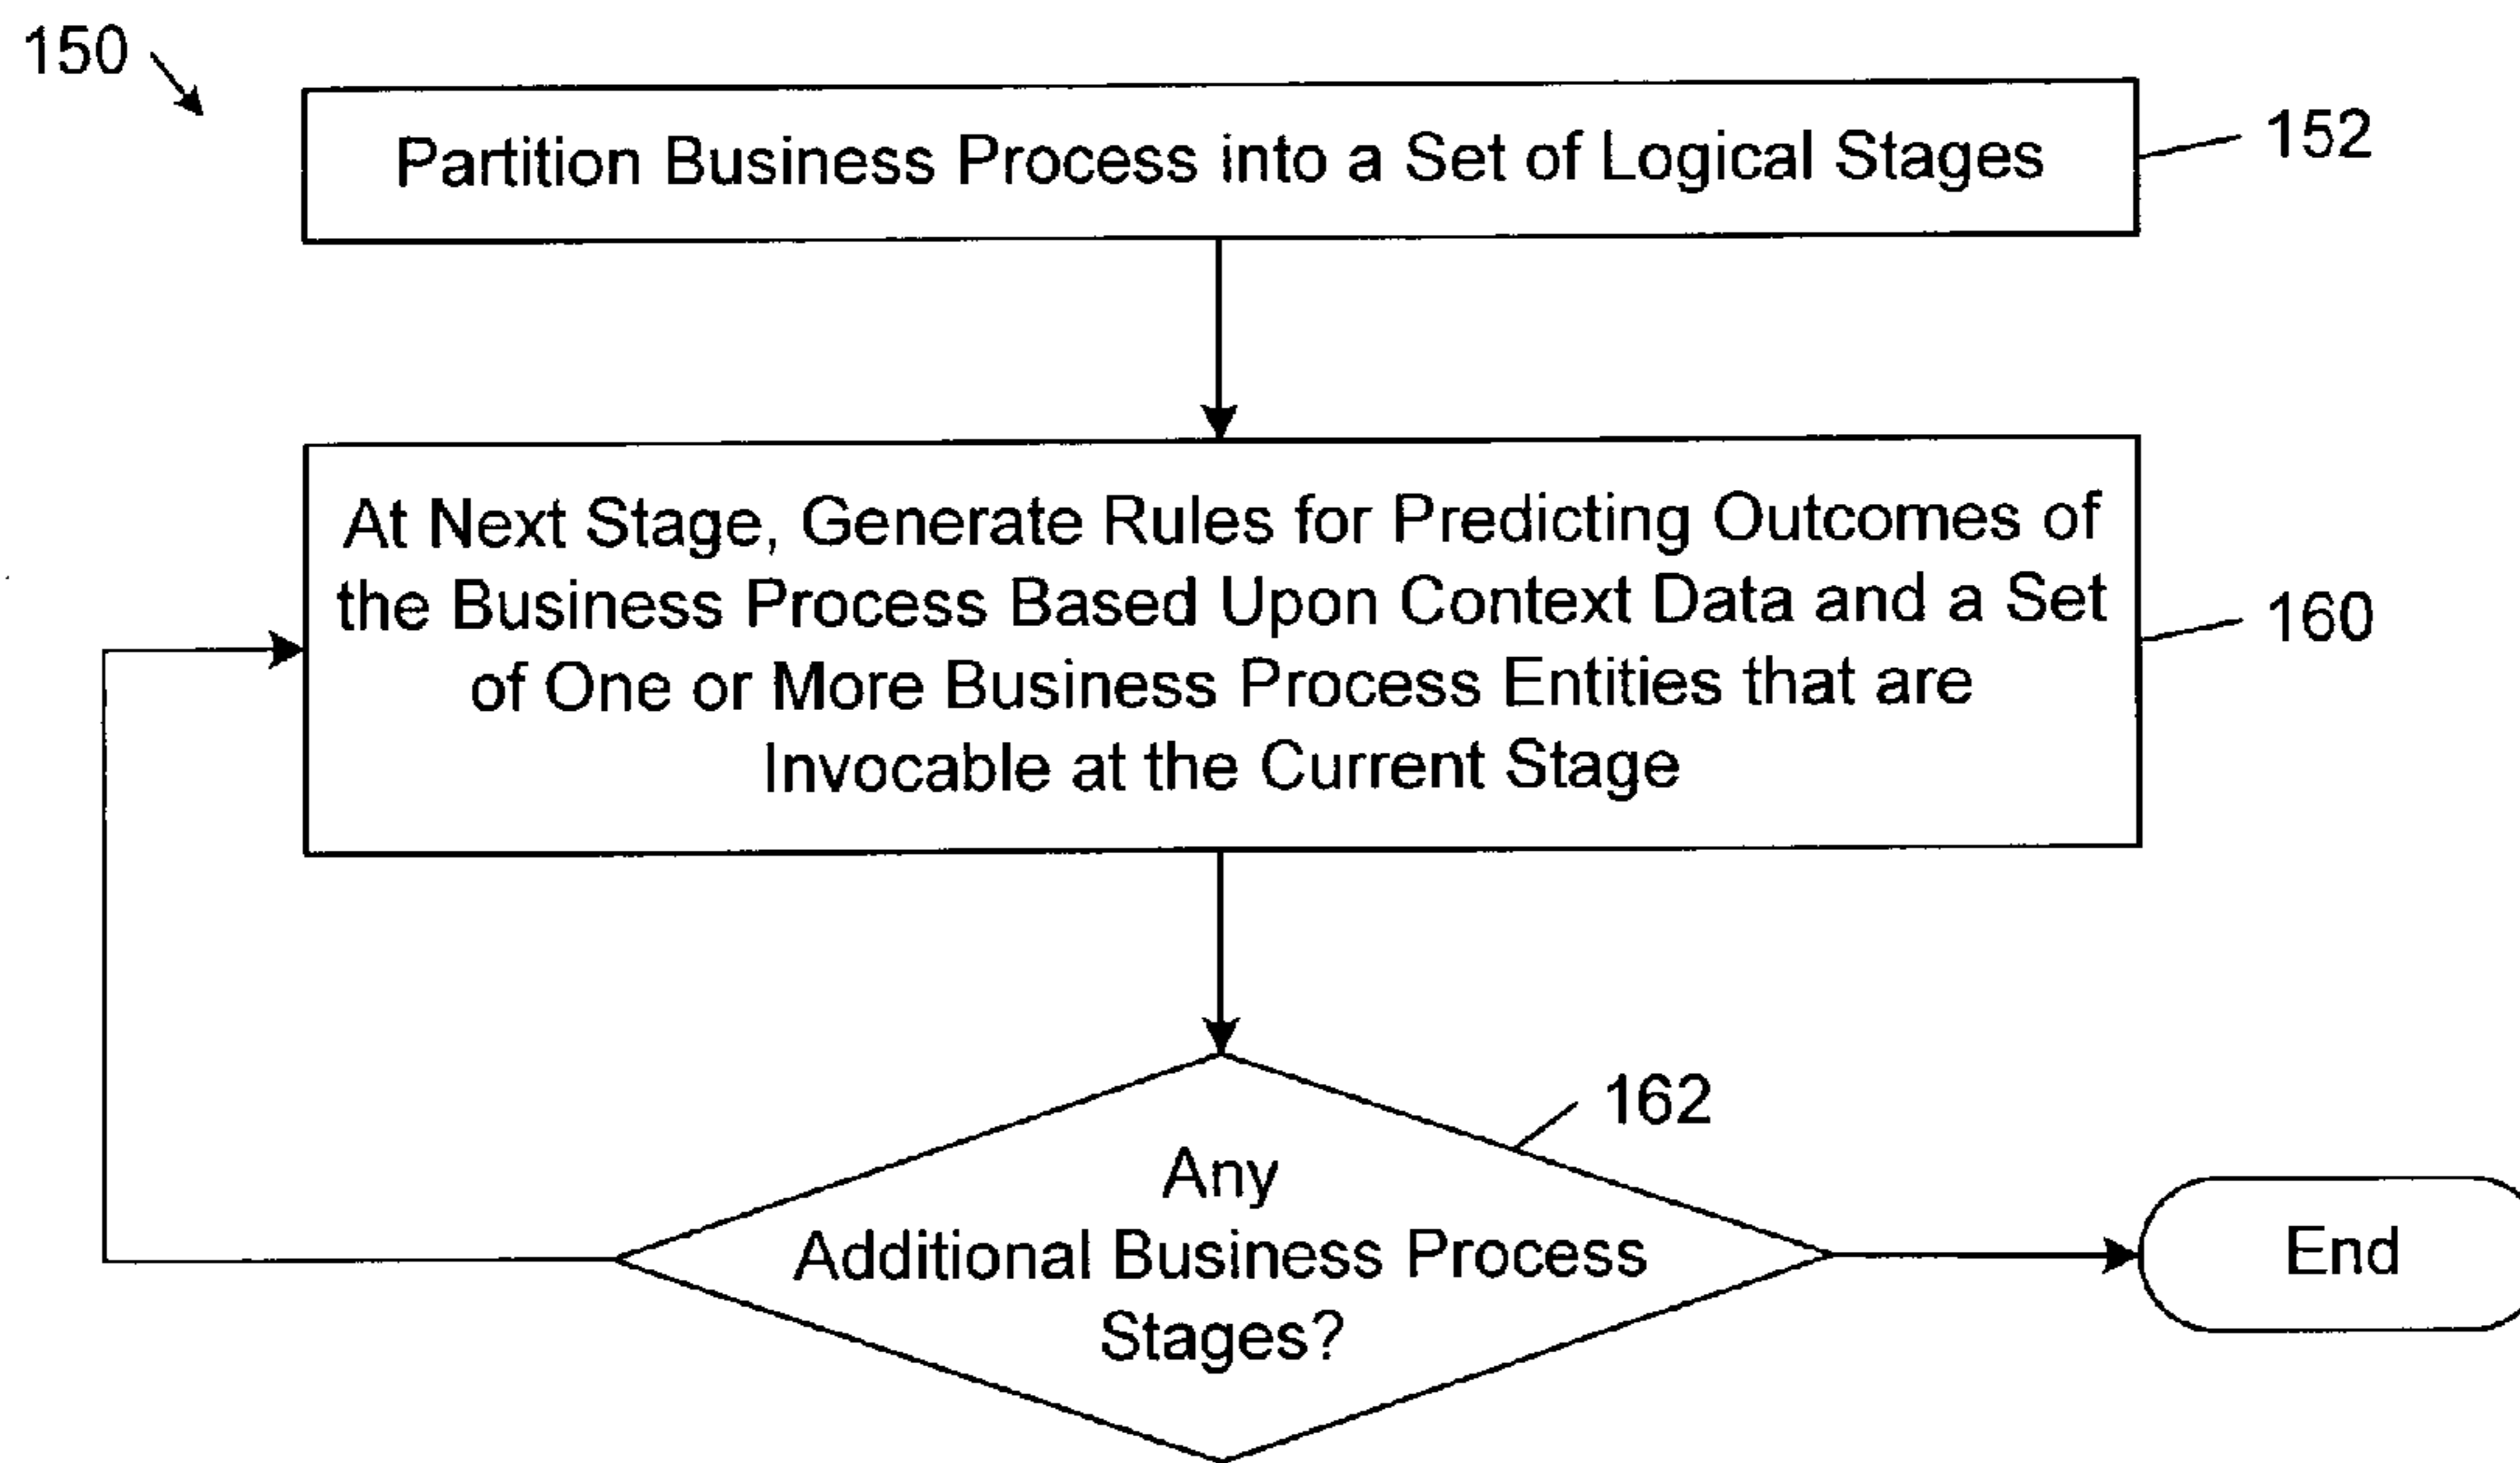 150
Partition Business Process into a Set of Logical Stages
152
At Next Stage, Generate Rules for Predicting Outcomes of
the Business Process Based Upon Context Data and a Set
of One or More Business Process Entities that are
Invocable at the Current Stage
160
162
Any
Additional Business Process
Stages?
End